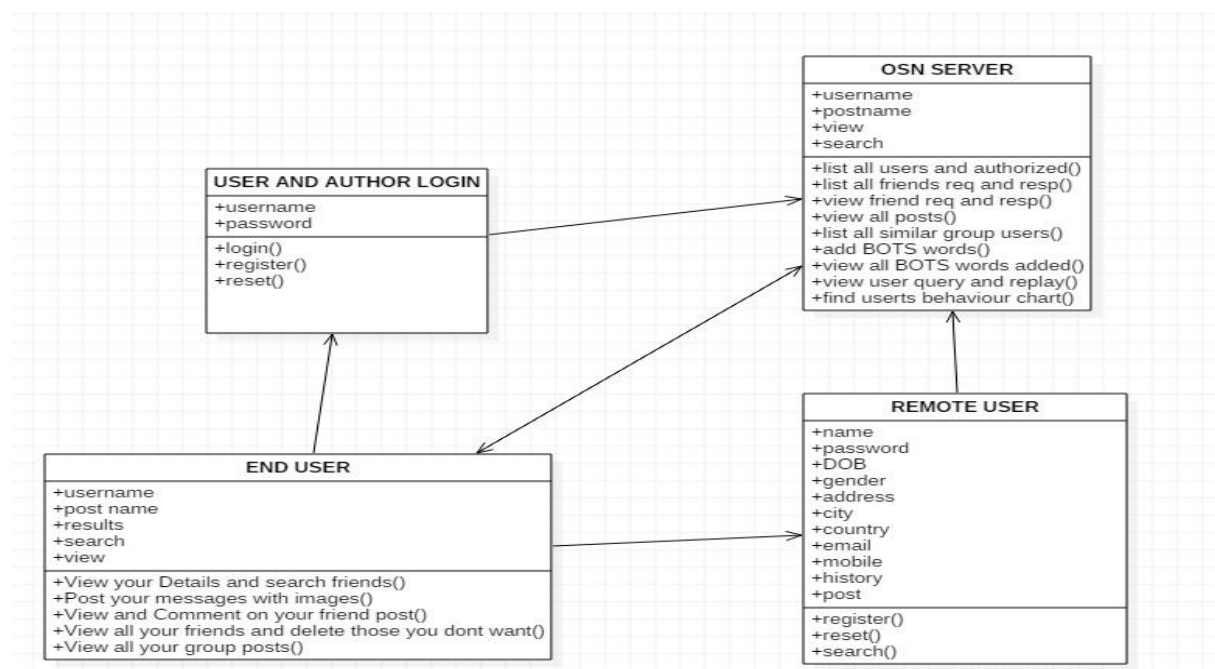 OSN SERVER
+username
+postname
+view
+search
+list all users and authorized()
+list all friends req and resp()
+view friend req and resp()
+view all posts()
+list all similar group users()
+add BOTS words()
+view all BOTS words added()
+view user query and replay()
+find userts behaviour chart()
USER AND AUTHOR LOGIN
+username
+password
+login()
+register()
+reset()
END USER
+username
+post name
+results
+search
+view
+View your Details and search friends()
+Post your messages with images()
+View and Comment on your friend post()
+View all your friends and delete those you dont want()
+View all your group posts()
REMOTE USER
+name
+password
+DOB
+gender
+address
+city
+country
+email
+mobile
+history
+post
+register()
+reset()
+search()